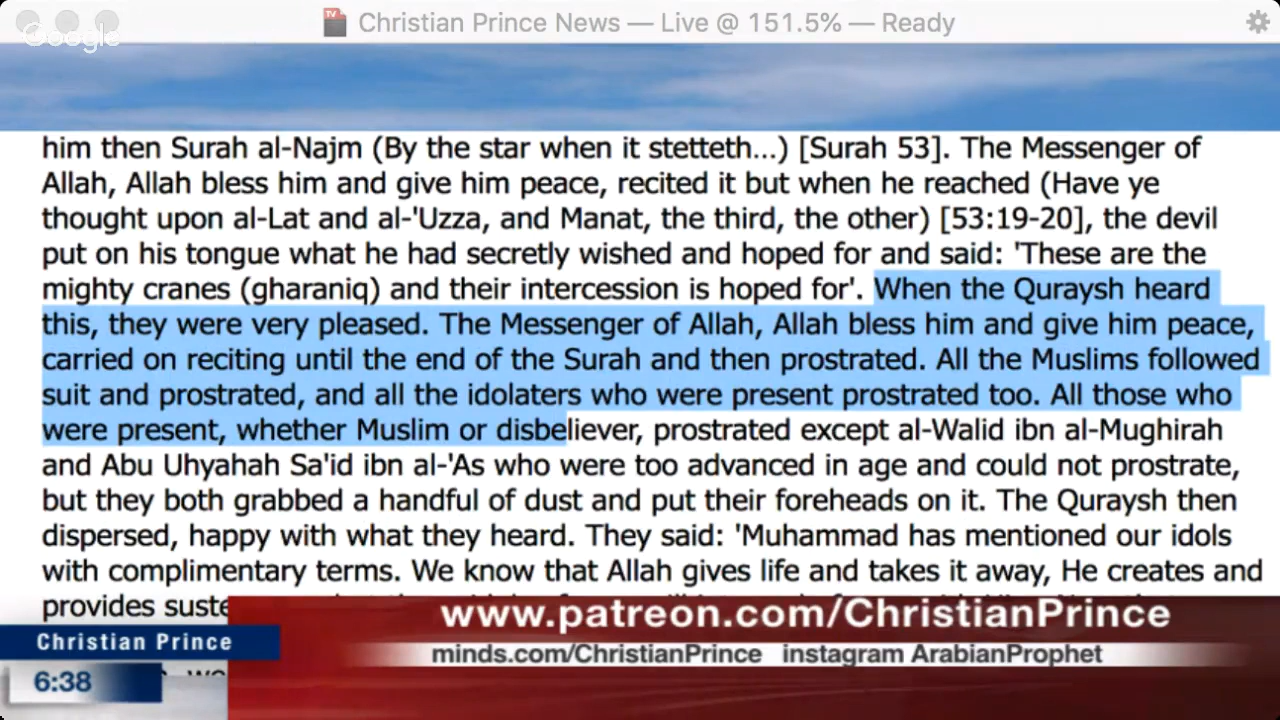 Christian Prince News — Live @ 151.5% — Ready
Google
him then Surah al-Najm (By the star when it stetteth...) [Surah 53]. The Messenger of
Allah, Allah bless him and give him peace, recited it but when he reached (Have ye
thought upon al-Lat and al-'Uzza, and Manat, the third, the other) [53:19-20], the devil
put on his tongue what he had secretly wished and hoped for and said: 'These are the
mighty cranes (gharaniq) and their intercession is hoped for'. When the Quraysh heard
this, they were very pleased. The Messenger of Allah, Allah bless him and give him peace,
carried on reciting until the end of the Surah and then prostrated. All the Muslims followed
suit and prostrated, and all the idolaters who were present prostrated too. All those who
were present, whether Muslim or disbeliever, prostrated except al-Walid ibn al-Mughirah
and Abu Uhyahah Sa'id ibn al-'As who were too advanced in age and could not prostrate,
but they both grabbed a handful of dust and put their foreheads on it. The Quraysh then
dispersed, happy with what they heard. They said: 'Muhammad has mentioned our idols
with complimentary terms. We know that Allah gives life and takes it away, He creates and
provides
www.patreon.com/ChristianPrince
Christian Prince
minds.com/ChristianPrince instagram ArabianProphet
6:38